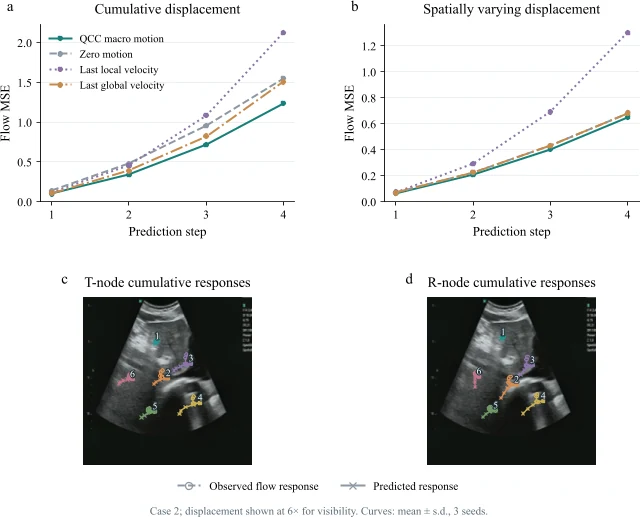 a
Cumulative displacement
Flow MSE
2.0
1.5
1.0
0.5
0.0
QCC macro motion
Zero motion
Last local velocity
Last global velocity
1 2 3 4
Prediction step
b
Spatially varying displacement
Flow MSE
1.2
1.0
0.8
0.6
0.4
0.2
0.0
1 2 3 4
Prediction step
c
T-node cumulative responses
1
3
6
2
4
5
d
R-node cumulative responses
1
3
6
2
4
5
Observed flow response
Predicted response
Case 2; displacement shown at 6× for visibility. Curves: mean ± s.d., 3 seeds.